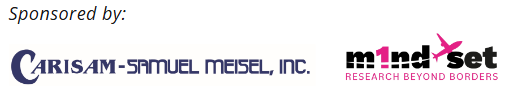 Sponsored by:
CARISAM-SAMUEL MEISEL, INC.
m1nd set
RESEARCH BEYOND BORDERS